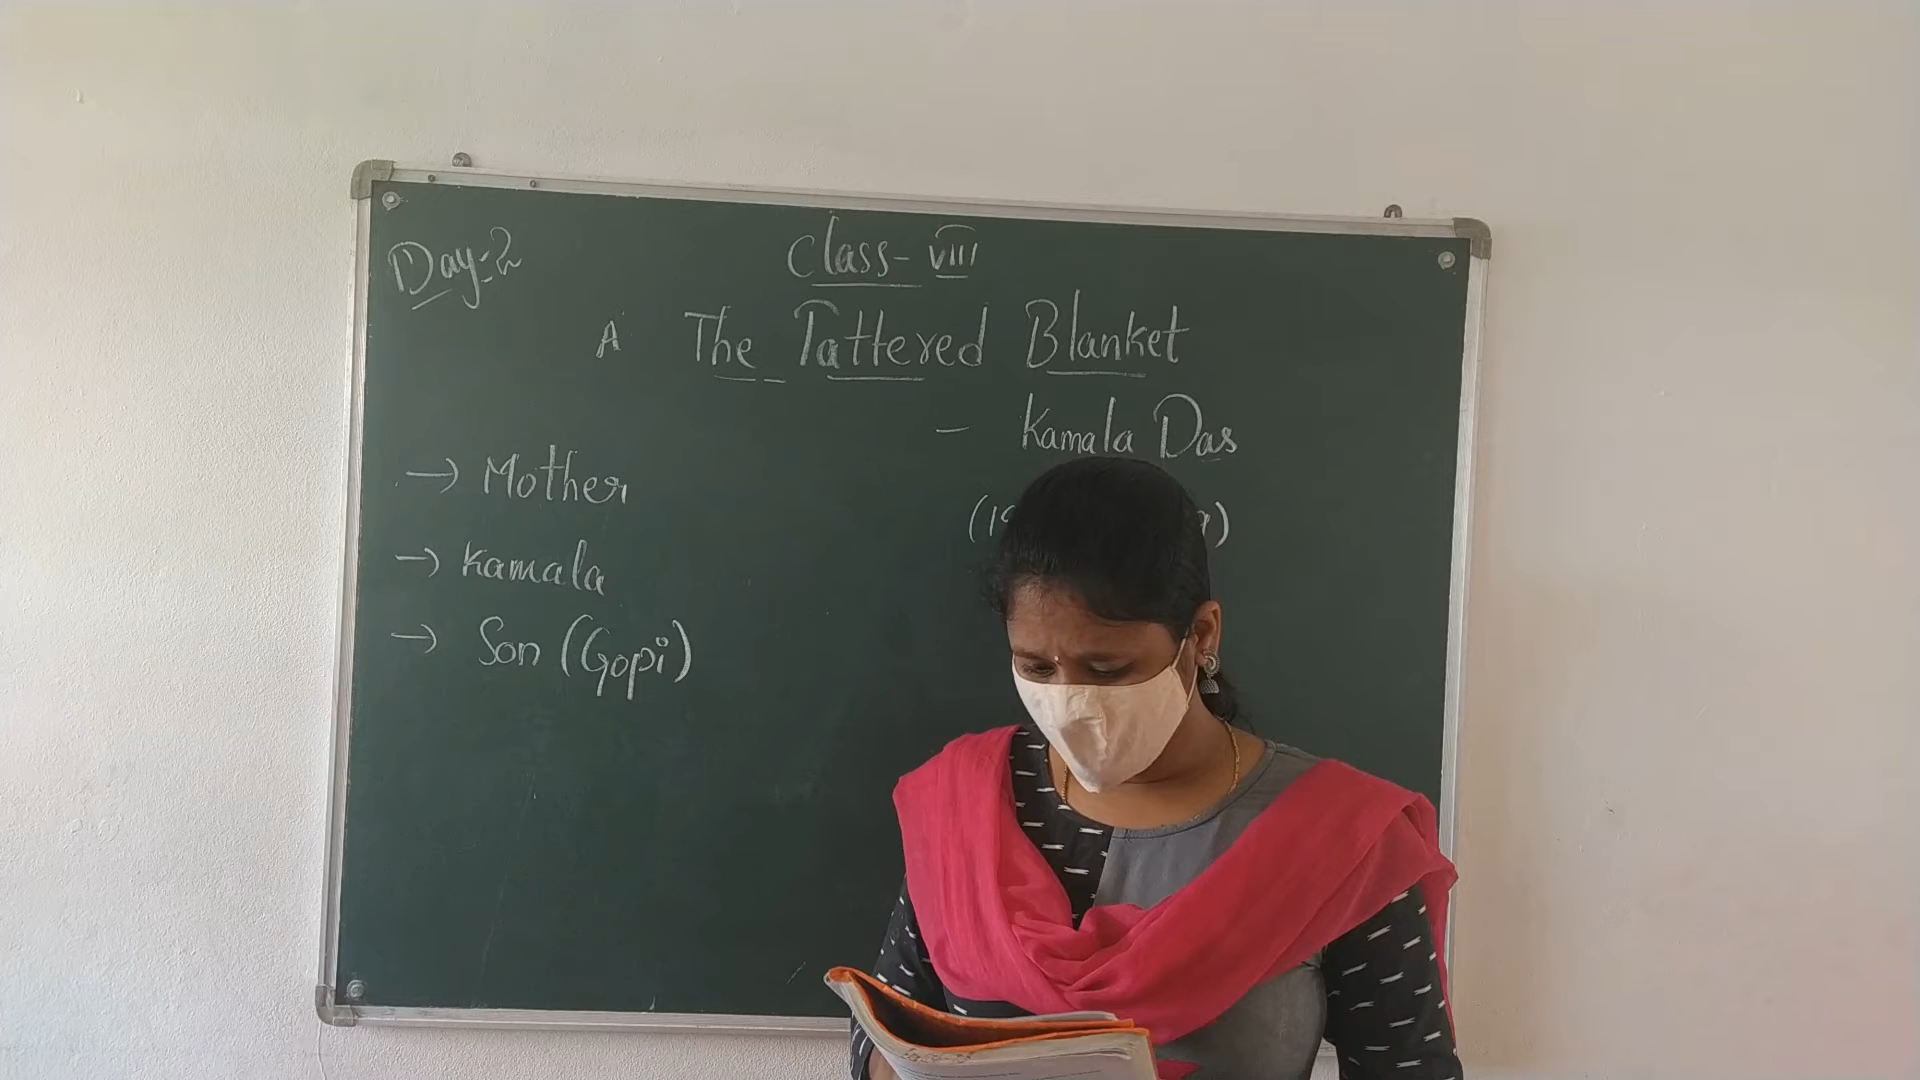 Day-2
Class-VIII
A The Tattered Blanket
- Kamala Das
→ Mother
→ Kamala
→ Son (Gopi)